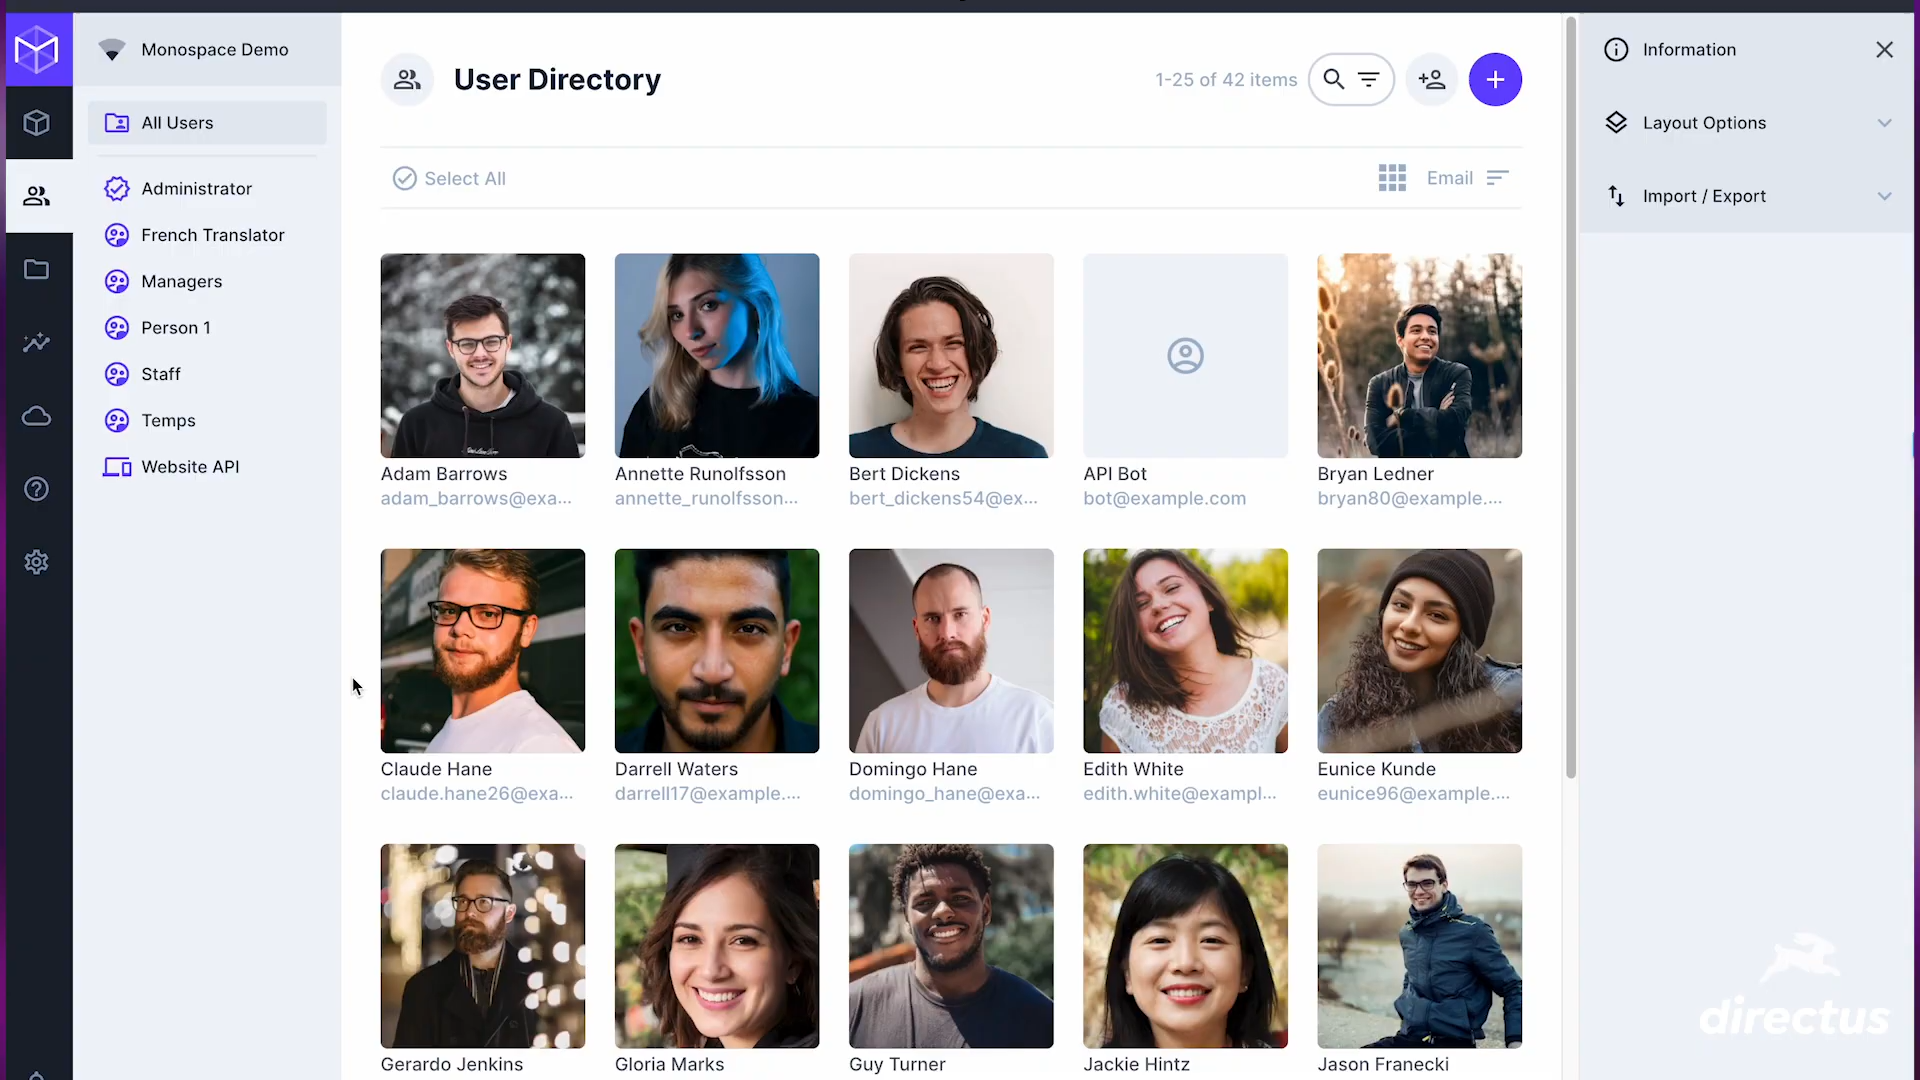 Monospace Demo
User Directory
1-25 of 42 items
Information
All Users
Layout Options
Select All
Email
Administrator
Import / Export
French Translator
Managers
Person 1
Staff
Temps
Website API
Adam Barrows
Annette Runolfsson
Bert Dickens
API Bot
Bryan Ledner
adam_barrows@exa...
annette_runolfsson...
bert_dickens54@ex...
bot@example.com
bryan80@example....
Claude Hane
Darrell Waters
Domingo Hane
Edith White
Eunice Kunde
claude.hane26@exa...
darrell17@example....
domingo_hane@exa...
edith.white@exampl...
eunice96@example....
Gerardo Jenkins
Gloria Marks
Guy Turner
Jackie Hintz
Jason Franecki
directus